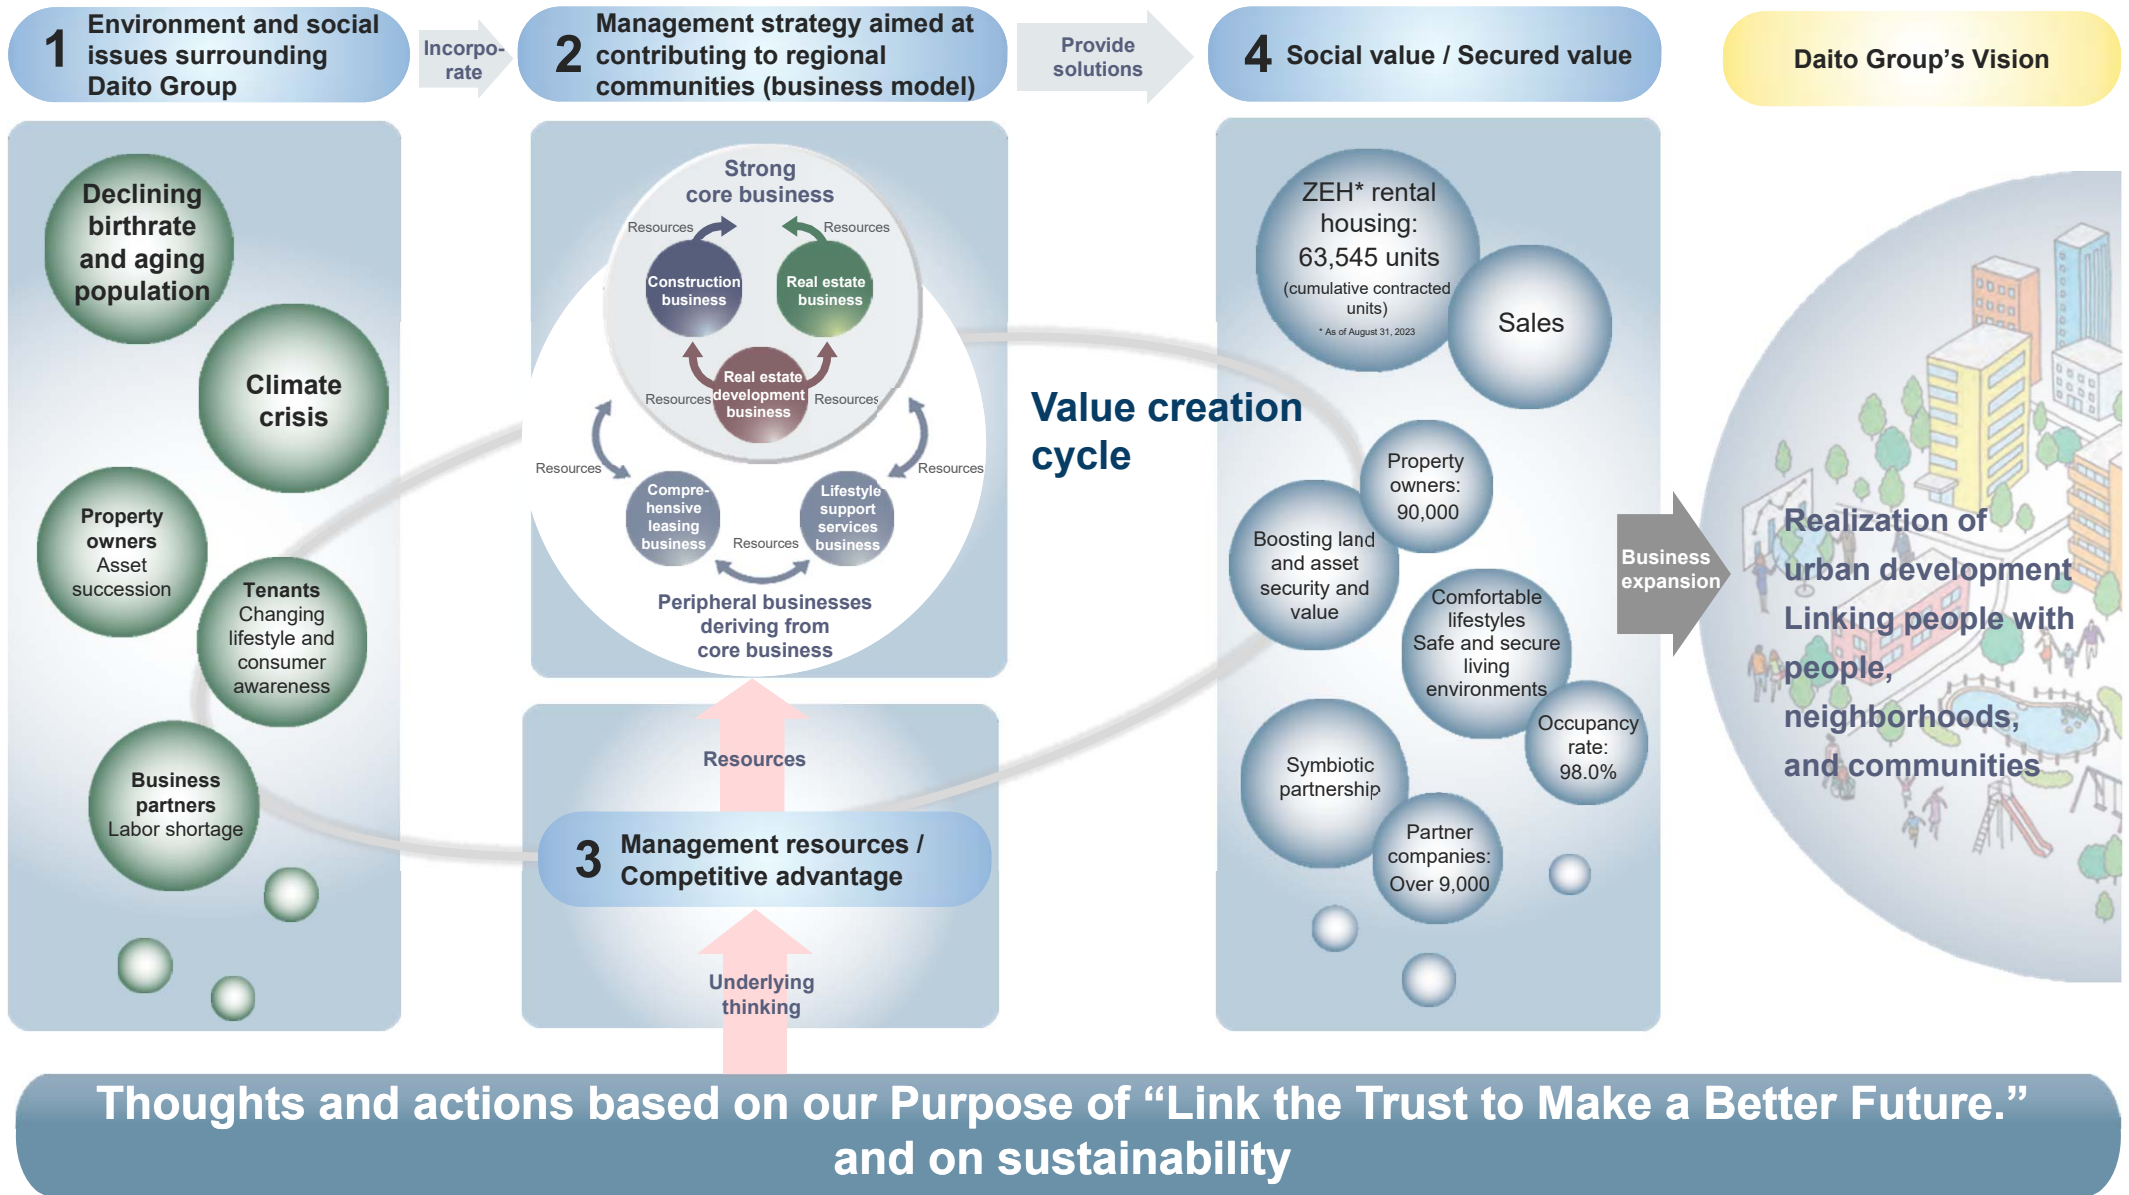 1
Environment and social
issues surrounding
Daito Group
Incorpo-
rate
2
Management strategy aimed at
contributing to regional
communities (business model)
Provide
solutions
4
Social value / Secured value
Daito Group's Vision
Declining
birthrate
and aging
population
Climate
crisis
Property
owners
Asset
succession
Tenants
Changing
lifestyle and
consumer
awareness
Business
partners
Labor shortage
Strong
core business
Resources
Resources
Construction
business
Real estate
business
Resources
Real estate
development
business
Resources
Resources
Resources
Compre-
hensive
leasing
business
Resources
Lifestyle
support
services
business
Peripheral businesses
deriving from
core business
Resources
3
Management resources /
Competitive advantage
Underlying
thinking
Value creation
cycle
ZEH* rental
housing:
63,545 units
(cumulative contracted
units)
* As of August 31, 2023
Sales
Property
owners:
90,000
Boosting land
and asset
security and
value
Comfortable
lifestyles
Safe and secure
living
environments
Occupancy
rate:
98.0%
Symbiotic
partnership
Partner
companies:
Over 9,000
Business
expansion
Realization of
urban development
Linking people with
people,
neighborhoods,
and communities
Thoughts and actions based on our Purpose of “Link the Trust to Make a Better Future.”
and on sustainability